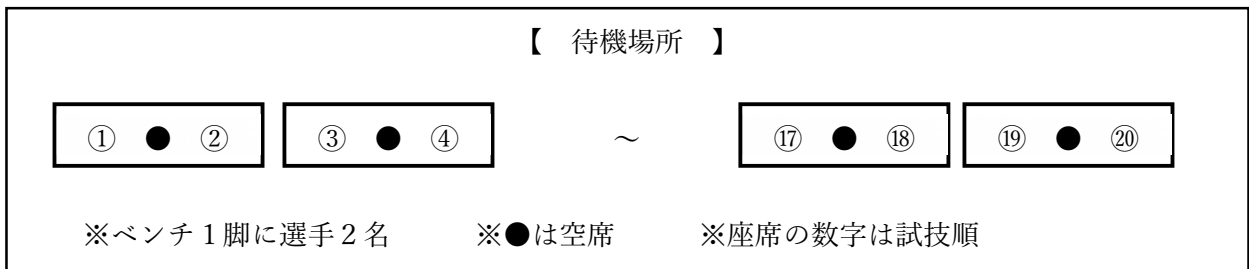 【　待機場所　】
① ● ②　③ ● ④　～　⑰ ● ⑱　⑲ ● ⑳
※ベンチ１脚に選手２名　※●は空席　※座席の数字は試技順